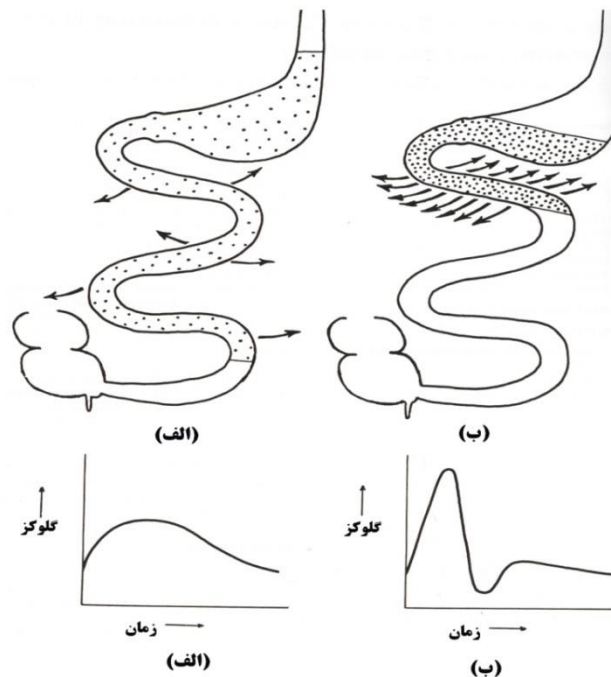 (الف)
(ب)
گلوکز
زمان
(الف)
گلوکز
زمان
(ب)